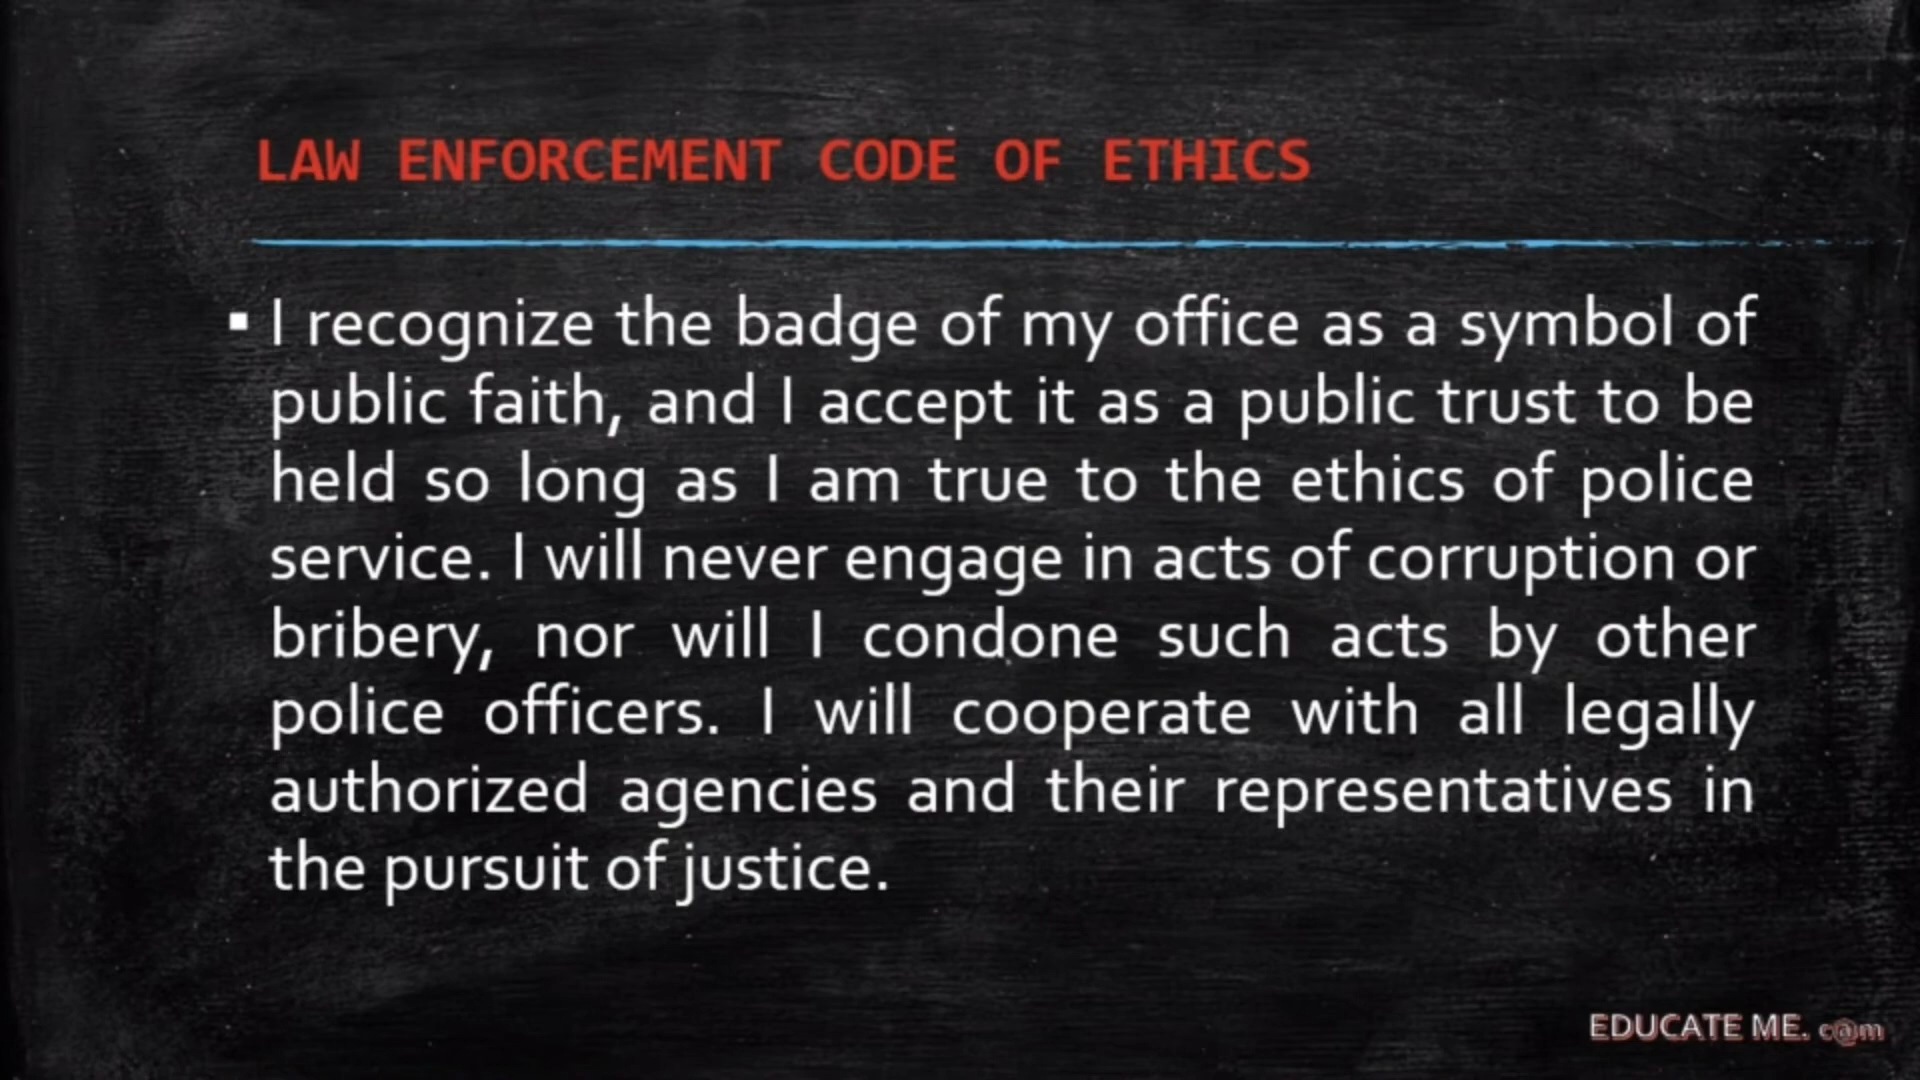 LAW ENFORCEMENT CODE OF ETHICS
▪ I recognize the badge of my office as a symbol of
public faith, and I accept it as a public trust to be
held so long as I am true to the ethics of police
service. I will never engage in acts of corruption or
bribery, nor will I condone such acts by other
police officers. I will cooperate with all legally
authorized agencies and their representatives in
the pursuit of justice.
EDUCATE ME. c@m